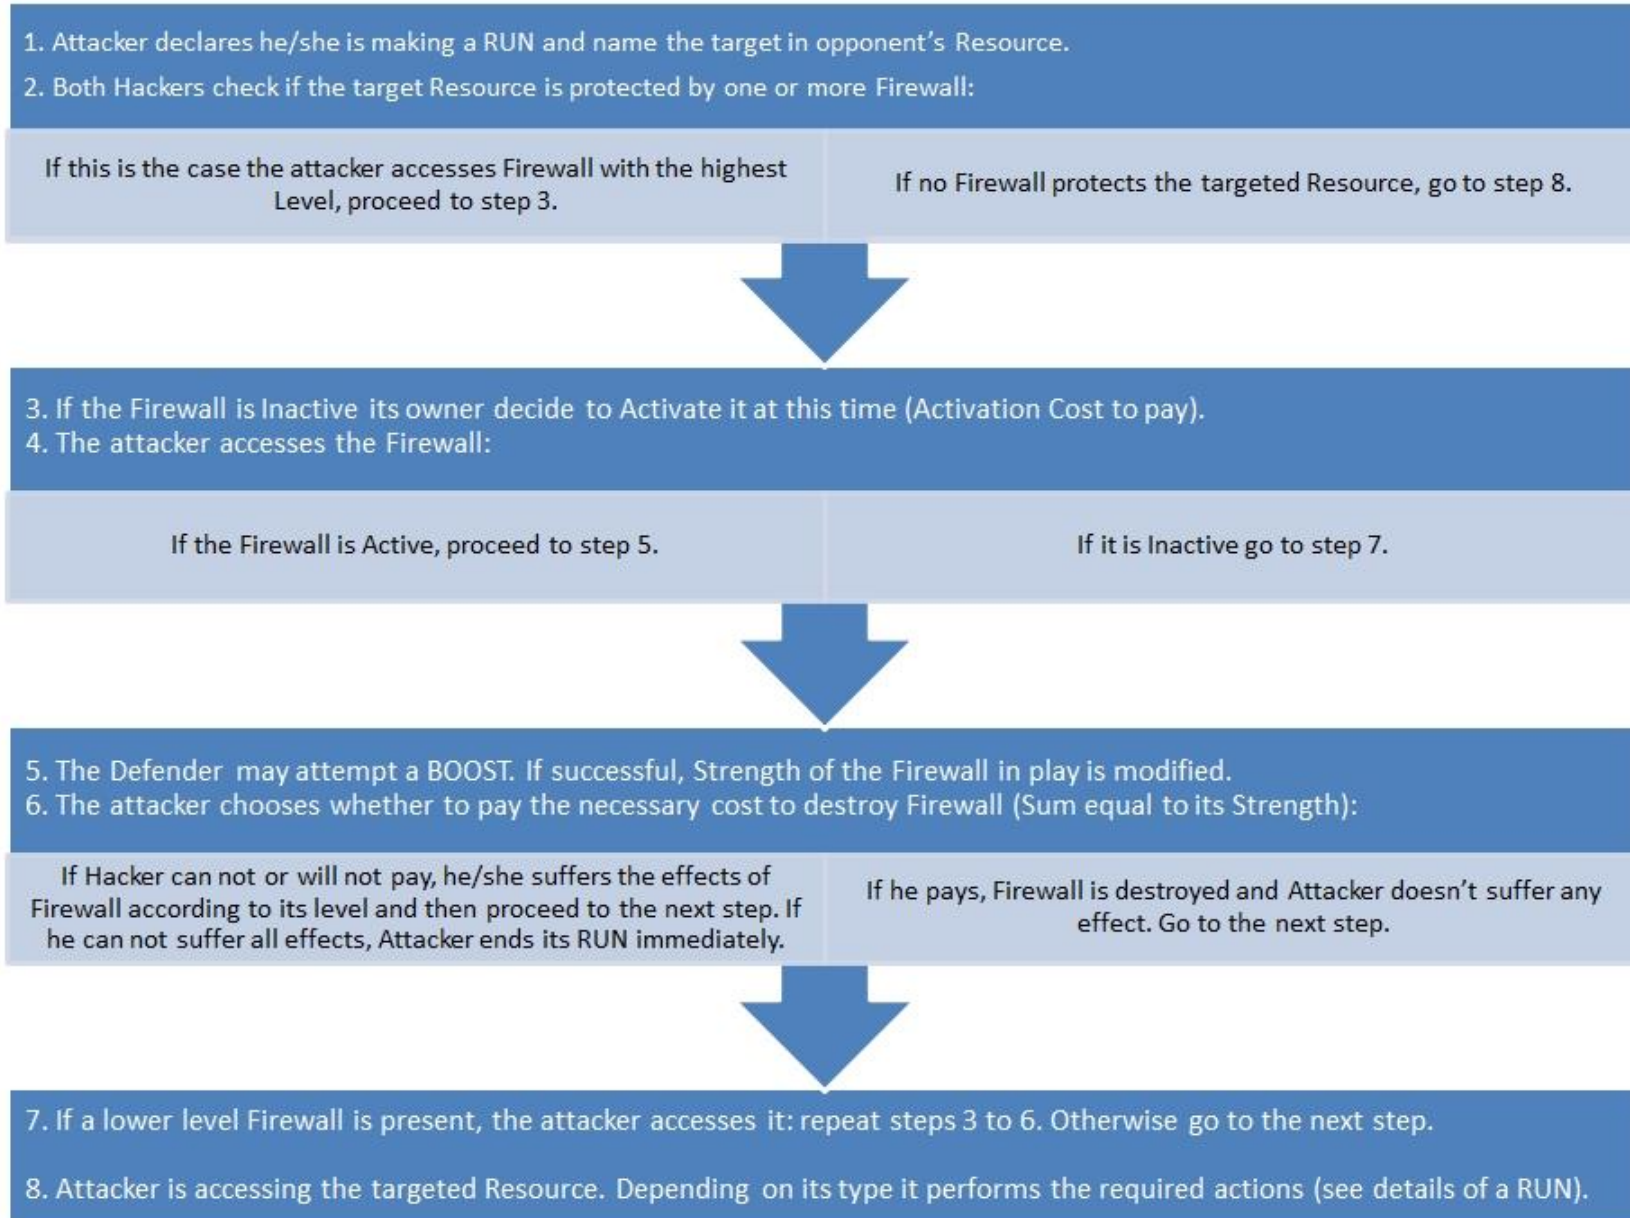 1. Attacker declares he/she is making a RUN and name the target in opponent's Resource.
2. Both Hackers check if the target Resource is protected by one or more Firewall:
If this is the case the attacker accesses Firewall with the highest
Level, proceed to step 3.
If no Firewall protects the targeted Resource, go to step 8.
3. If the Firewall is Inactive its owner decide to Activate it at this time (Activation Cost to pay).
4. The attacker accesses the Firewall:
If the Firewall is Active, proceed to step 5.
If it is Inactive go to step 7.
5. The Defender may attempt a BOOST. If successful, Strength of the Firewall in play is modified.
6. The attacker chooses whether to pay the necessary cost to destroy Firewall (Sum equal to its Strength):
If Hacker can not or will not pay, he/she suffers the effects of
Firewall according to its level and then proceed to the next step. If
he can not suffer all effects, Attacker ends its RUN immediately.
If he pays, Firewall is destroyed and Attacker doesn't suffer any
effect. Go to the next step.
7. If a lower level Firewall is present, the attacker accesses it: repeat steps 3 to 6. Otherwise go to the next step.
8. Attacker is accessing the targeted Resource. Depending on its type it performs the required actions (see details of a RUN).